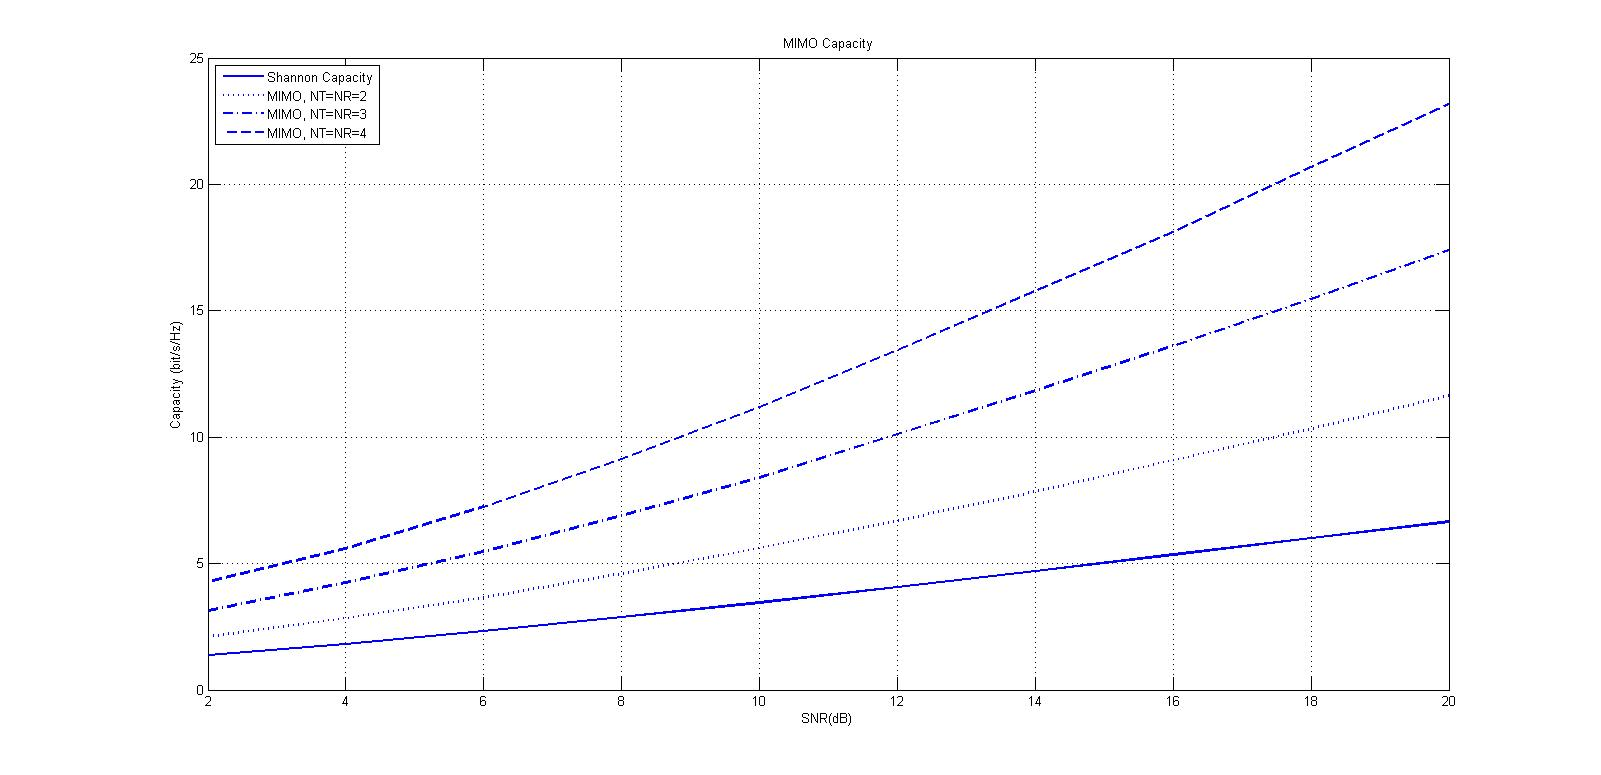 MIMO Capacity
25
Shannon Capacity
MIMO, NT=NR=2
MIMO, NT=NR=3
MIMO, NT=NR=4
20
15
10
5
0
Capacity (bit/s/Hz)
2 4 6 8 10 12 14 16 18 20
SNR(dB)